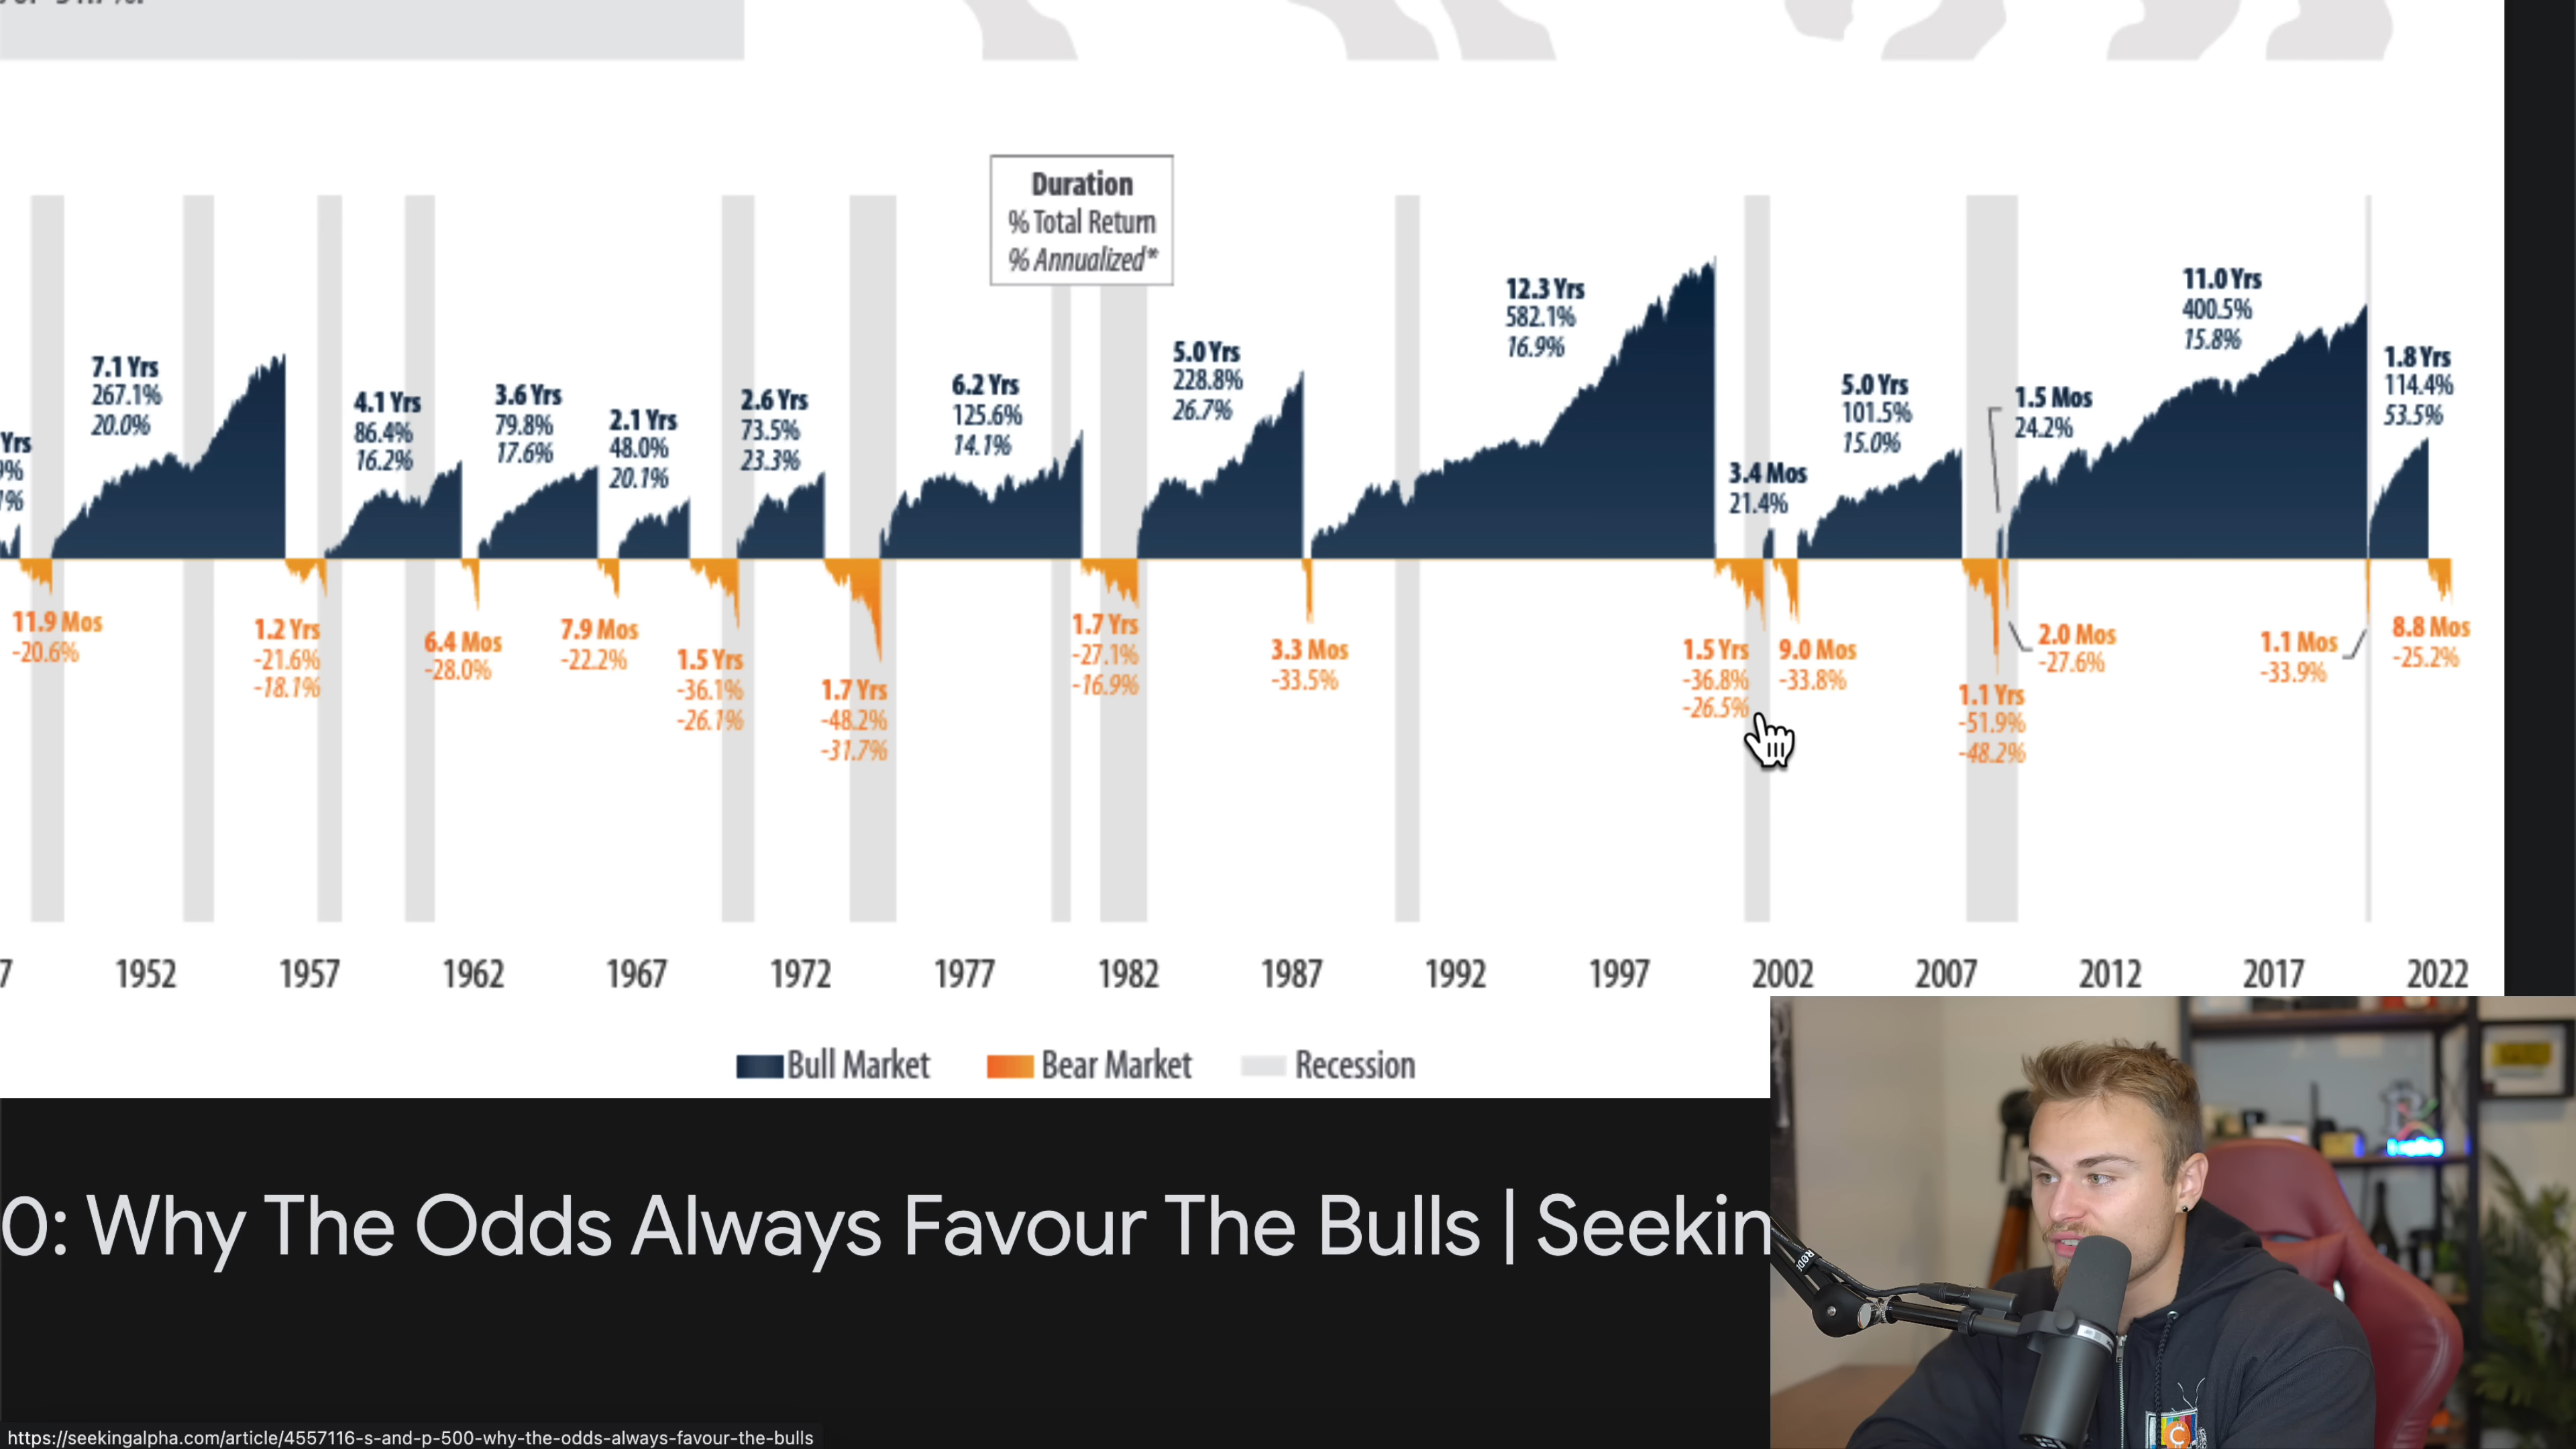 Duration
% Total Return
% Annualized*
Yrs
7.1 Yrs
267.1%
20.0%
4.1 Yrs
86.4%
16.2%
3.6 Yrs
79.8%
17.6%
2.1 Yrs
48.0%
20.1%
2.6 Yrs
73.5%
23.3%
6.2 Yrs
125.6%
14.1%
5.0 Yrs
228.8%
26.7%
12.3 Yrs
582.1%
16.9%
3.4 Mos
21.4%
5.0 Yrs
101.5%
15.0%
1.5 Mos
24.2%
11.0 Yrs
400.5%
15.8%
1.8 Yrs
114.4%
53.5%
11.9 Mos
-20.6%
1.2 Yrs
-21.6%
-18.1%
6.4 Mos
-28.0%
7.9 Mos
-22.2%
1.5 Yrs
-36.1%
-26.1%
1.7 Yrs
-48.2%
-31.7%
1.7 Yrs
-27.1%
-16.9%
3.3 Mos
-33.5%
1.5 Yrs
-36.8%
-26.5%
9.0 Mos
-33.8%
1.1 Yrs
-51.9%
-48.2%
2.0 Mos
-27.6%
1.1 Mos
-33.9%
8.8 Mos
-25.2%
7 1952 1957 1962 1967 1972 1977 1982 1987 1992 1997 2002 2007 2012 2017 2022
Bull Market Bear Market Recession
0: Why The Odds Always Favour The Bulls | Seekin
RØDE
https://seekingalpha.com/article/4557116-s-and-p-500-why-the-odds-always-favour-the-bulls